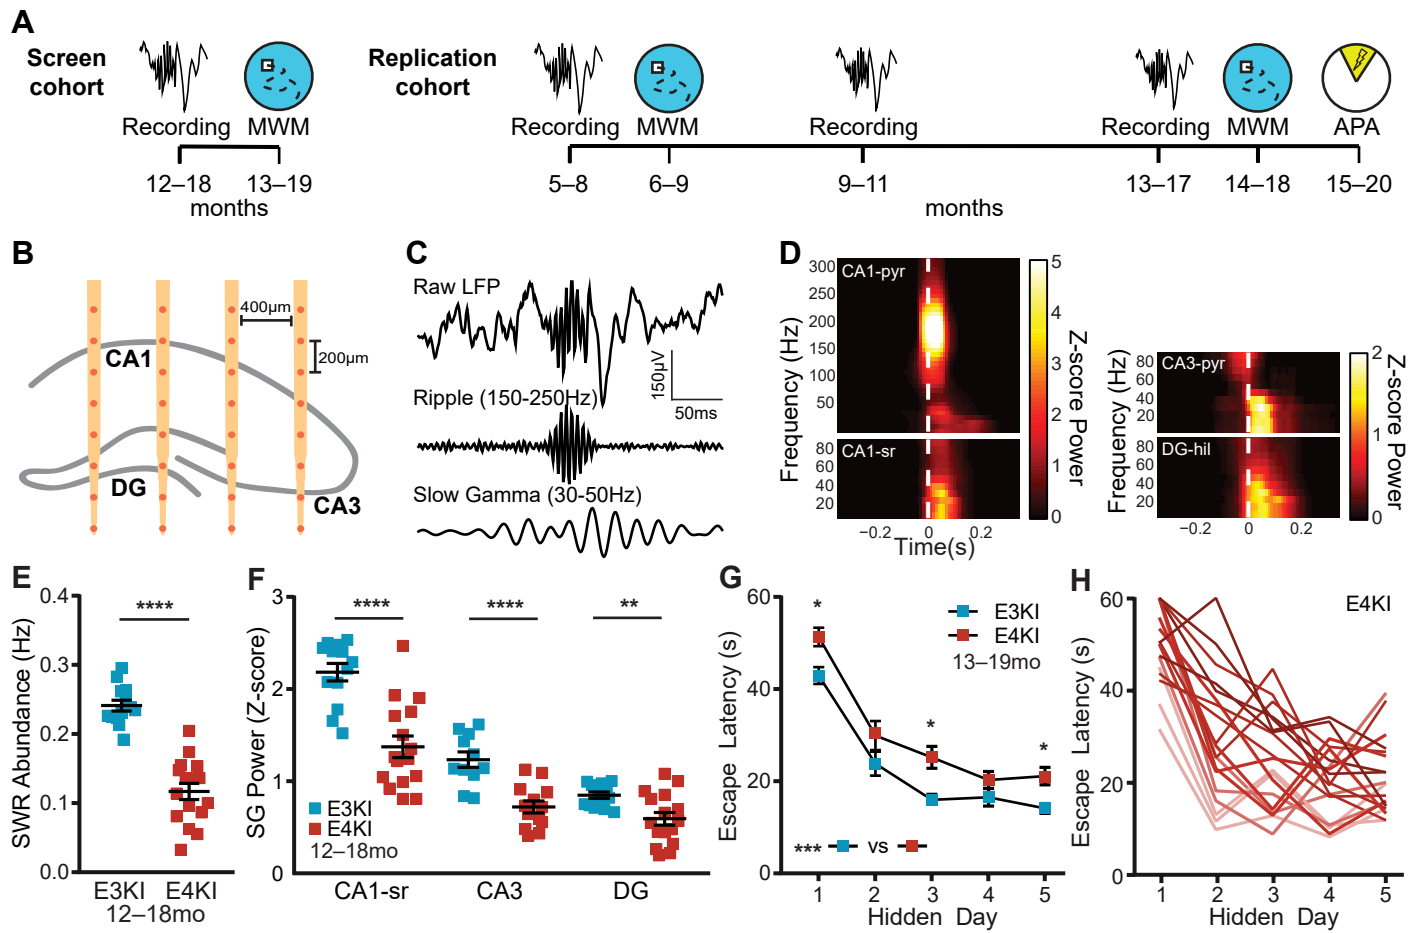 A
Screen
cohort
Recording
MWM
12–18
13–19
months
Replication
cohort
Recording
MWM
Recording
Recording
MWM
APA
5–8
6–9
9–11
13–17
14–18
15–20
months
B
400µm
200µm
CA1
DG
CA3
C
Raw LFP
150µV
50ms
Ripple (150-250Hz)
Slow Gamma (30-50Hz)
D
Frequency (Hz)
300
250
200
150
100
50
CA1-pyr
80
60
40
20
CA1-sr
−0.2
0
0.2
Time(s)
5
4
3
2
1
0
Z-score Power
Frequency (Hz)
80
60
40
20
CA3-pyr
80
60
40
20
DG-hil
−0.2
0
0.2
2
1
0
Z-score Power
E
SWR Abundance (Hz)
0.4
0.3
0.2
0.1
0.0
****
E3KI
E4KI
12–18mo
F
SG Power (Z-score)
3
2
1
0
****
****
**
E3KI
E4KI
12–18mo
CA1-sr
CA3
DG
G
Escape Latency (s)
60
40
20
0
*
*
*
E3KI
E4KI
13–19mo
*** vs
1
2
3
4
5
Hidden Day
H
E4KI
Escape Latency (s)
60
40
20
0
1
2
3
4
5
Hidden Day